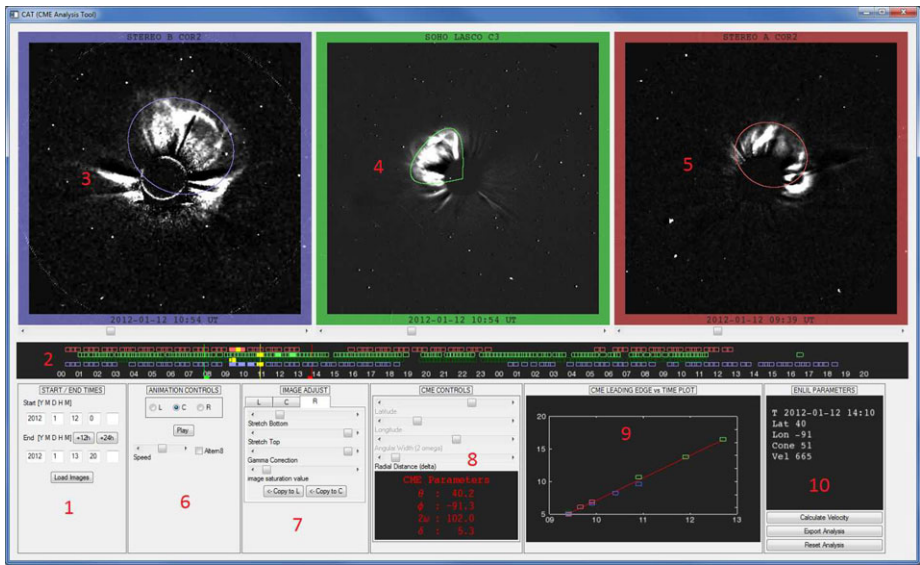 CAT (CME Analysis Tool)
STEREO B COR2
SOHO LASCO C3
STEREO A COR2
3
4
5
2012-01-12 10:54 UT
2012-01-12 10:54 UT
2012-01-12 09:39 UT
2
00 01 02 03 04 05 06 07 08 09 10 11 12 13 14 15 16 17 18 19 20 21 22 23 00 01 02 03 04 05 06 07 08 09 10 11 12 13 14 15 16 17 18 19 20
START / END TIMES
Start [Y M D H M]
2012 1 12 0
End [Y M D H M] +12h +24h
2012 1 13 20
Load Images
1
ANIMATION CONTROLS
L C R
Play
Speed
6
IMAGE ADJUST
L C R
Stretch Bottom
Stretch Top
Gamma Correction
image saturation value
<- Copy to L <- Copy to C
7
CME CONTROLS
Latitude
Longitude
Angular Width (2 omega)
8
Radial Distance (delta)
CME Parameters
θ : 40.2
ϕ : -91.3
2ω : 102.0
δ : 5.3
CME LEADING EDGE vs TIME PLOT
20
15
10
5
9
09 10 11 12 13
ENLIL PARAMETERS
T 2012-01-12 14:10
Lat 40
Lon -91
Cone 51
Vel 665
10
Calculate Velocity
Export Analysis
Reset Analysis